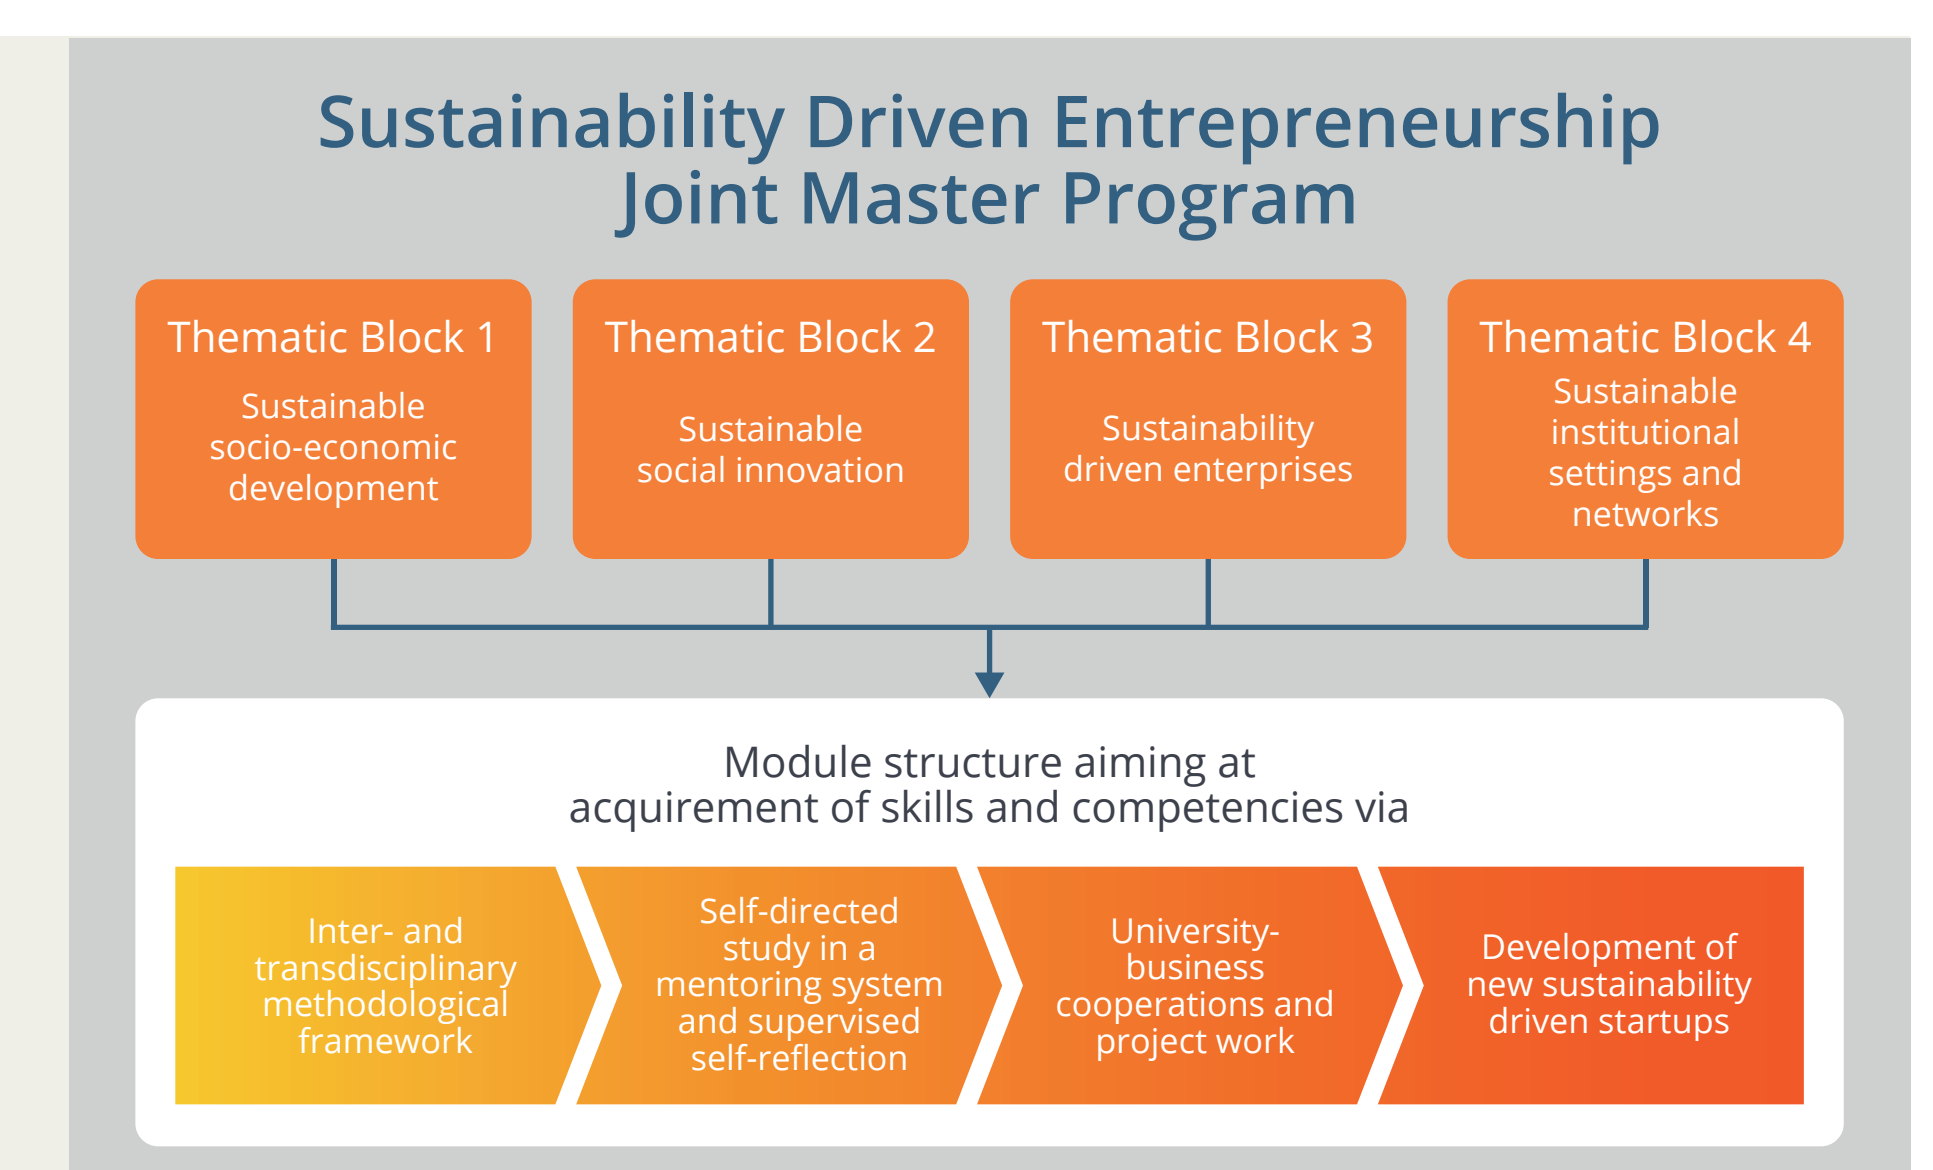 Sustainability Driven Entrepreneurship
Joint Master Program
Thematic Block 1
Sustainable
socio-economic
development
Thematic Block 2
Sustainable
social innovation
Thematic Block 3
Sustainability
driven enterprises
Thematic Block 4
Sustainable
institutional
settings and
networks
Module structure aiming at
acquirement of skills and competencies via
Inter- and
transdisciplinary
methodological
framework
Self-directed
study in a
mentoring system
and supervised
self-reflection
University-
business
cooperations and
project work
Development of
new sustainability
driven startups